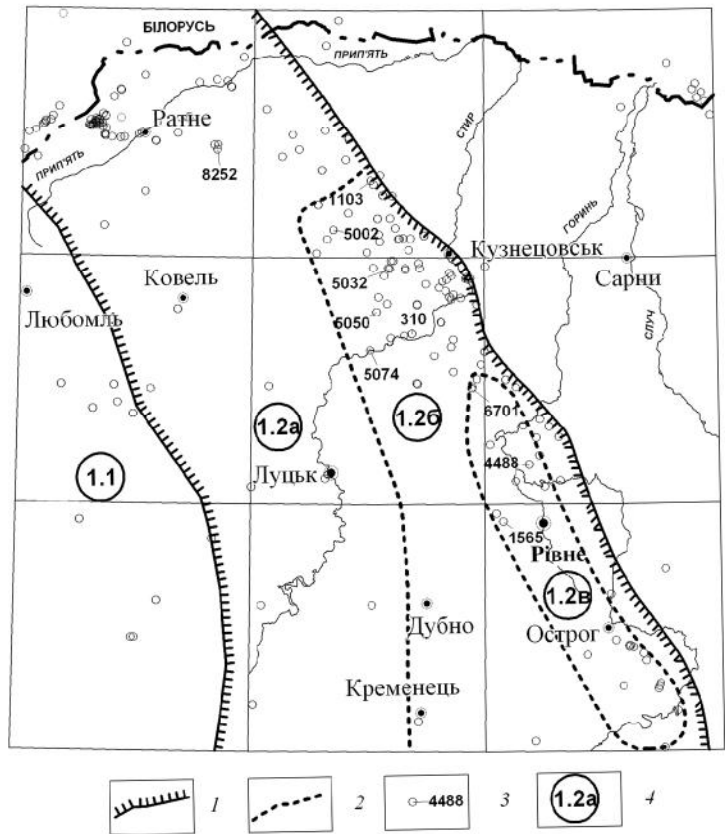 БІЛОРУСЬ
ПРИП'ЯТЬ
Ратне
СТИР
ПРИП'ЯТЬ
8252
1103
ГОРИНЬ
5002
Кузнецовськ
Сарни
Ковель
5032
Любомль
5050
310
СЛУЧ
5074
6701
1.2а
1.2б
4488
1.1
Луцьк
1565
Рівне
1.2в
Дубно
Острог
Кременець
1
2
4488
3
1.2а
4